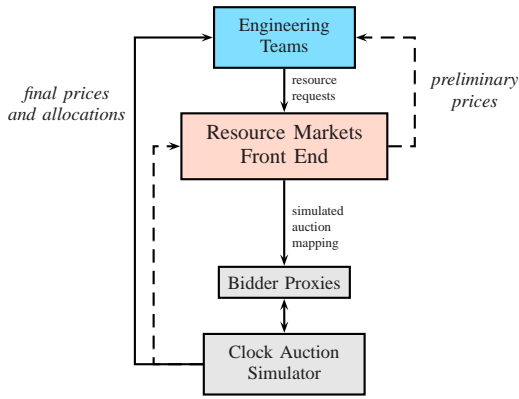 Engineering
Teams
final prices
and allocations
resource
requests
preliminary
prices
Resource Markets
Front End
simulated
auction
mapping
Bidder Proxies
Clock Auction
Simulator